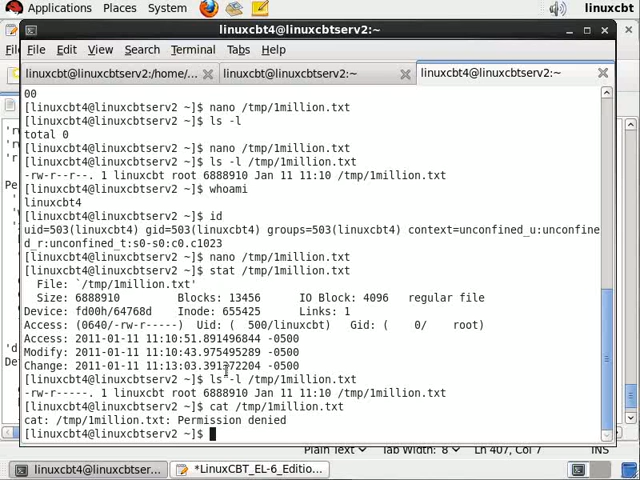 Applications Places System linuxcbt
linuxcbt4@linuxcbtserv2:~
File Edit View Search Terminal Tabs Help
linuxcbt@linuxcbtserv2:/home/... linuxcbt@linuxcbtserv2:~ linuxcbt4@linuxcbtserv2:~
00
[linuxcbt4@linuxcbtserv2 ~]$ nano /tmp/1million.txt
[linuxcbt4@linuxcbtserv2 ~]$ ls -l
total 0
[linuxcbt4@linuxcbtserv2 ~]$ nano /tmp/1million.txt
[linuxcbt4@linuxcbtserv2 ~]$ ls -l /tmp/1million.txt
-rw-r--r--. 1 linuxcbt root 6888910 Jan 11 11:10 /tmp/1million.txt
[linuxcbt4@linuxcbtserv2 ~]$ whoami
linuxcbt4
[linuxcbt4@linuxcbtserv2 ~]$ id
uid=503(linuxcbt4) gid=503(linuxcbt4) groups=503(linuxcbt4) context=unconfined_u:unconfine
d_r:unconfined_t:s0-s0:c0.c1023
[linuxcbt4@linuxcbtserv2 ~]$ nano /tmp/1million.txt
[linuxcbt4@linuxcbtserv2 ~]$ stat /tmp/1million.txt
File: `/tmp/1million.txt'
Size: 6888910 Blocks: 13456 IO Block: 4096 regular file
Device: fd00h/64768d Inode: 655425 Links: 1
Access: (0640/-rw-r-----) Uid: ( 500/linuxcbt) Gid: ( 0/ root)
Access: 2011-01-11 11:10:51.891496844 -0500
Modify: 2011-01-11 11:10:43.975495289 -0500
Change: 2011-01-11 11:13:03.391372204 -0500
[linuxcbt4@linuxcbtserv2 ~]$ ls -l /tmp/1million.txt
-rw-r-----. 1 linuxcbt root 6888910 Jan 11 11:10 /tmp/1million.txt
[linuxcbt4@linuxcbtserv2 ~]$ cat /tmp/1million.txt
cat: /tmp/1million.txt: Permission denied
[linuxcbt4@linuxcbtserv2 ~]$
Plain Text Tab Width: 8 Ln 407, Col 7 INS
linuxcbt4@linuxcbtser... *LinuxCBT_EL-6_Editio...